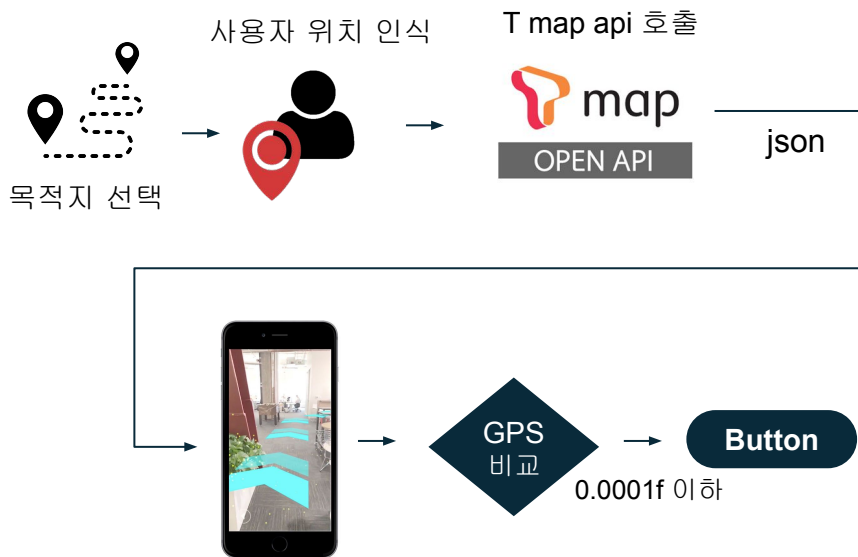 사용자 위치 인식
T map api 호출
map
OPEN API
json
목적지 선택
GPS
비교
Button
0.0001f 이하